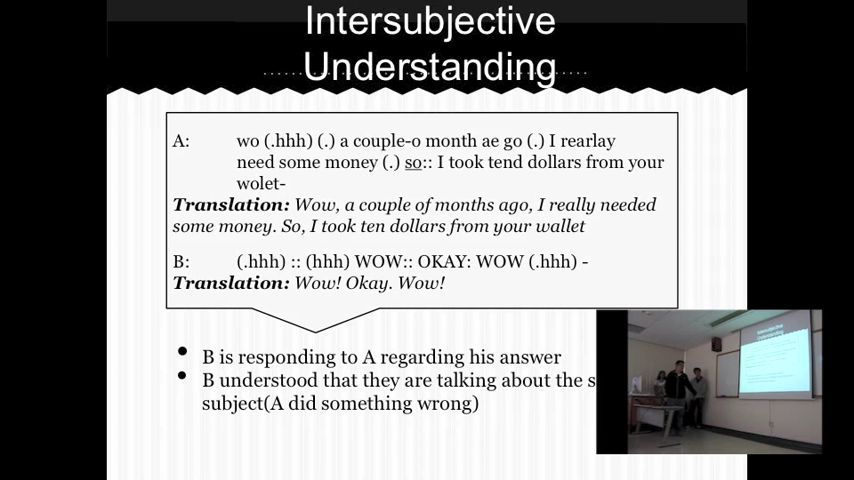 Intersubjective
Understanding
A: wo (.hhh) (.) a couple-o month ae go (.) I rearlay
need some money (.) so:: I took tend dollars from your
wolet-
Translation: Wow, a couple of months ago, I really needed
some money. So, I took ten dollars from your wallet
B: (.hhh) :: (hhh) WOW:: OKAY: WOW (.hhh) -
Translation: Wow! Okay. Wow!
• B is responding to A regarding his answer
• B understood that they are talking about the s
subject(A did something wrong)
Intersubjective
Understanding